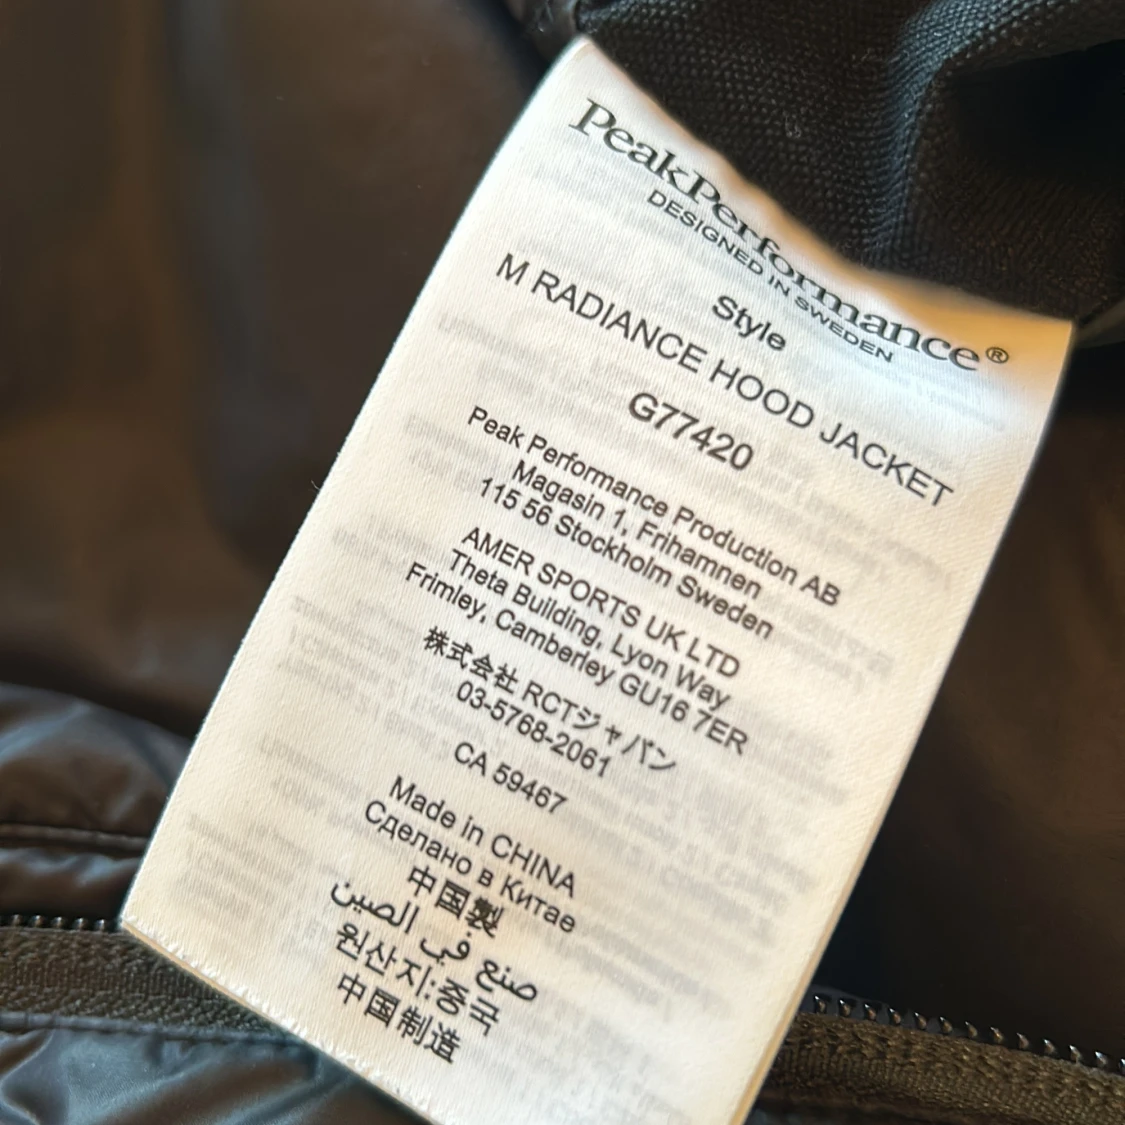 PeakPerformance®
DESIGNED IN SWEDEN
Style
M RADIANCE HOOD JACKET
G77420
Peak Performance Production AB
Magasin 1, Frihamnen
115 56 Stockholm Sweden
AMER SPORTS UK LTD
Theta Building, Lyon Way
Frimley, Camberley GU16 7ER
株式会社 RCTジャパン
03-5768-2061
CA 59467
Made in CHINA
Сделано в Китае
中国製
صنع في الصين
원산지:중국
中国制造